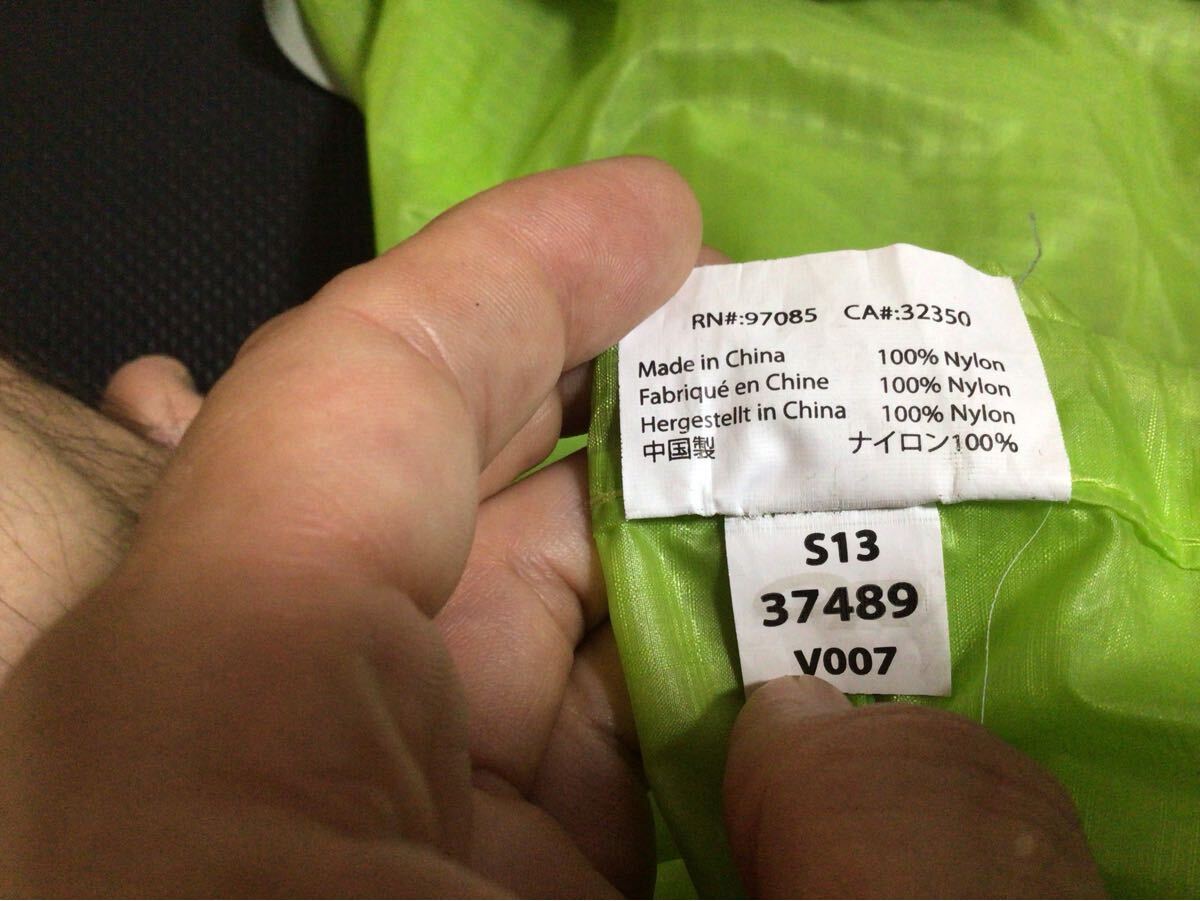 RN#:97085 CA#:32350
Made in China 100% Nylon
Fabriqué en Chine 100% Nylon
Hergestellt in China 100% Nylon
中国製 ナイロン100%
S13
37489
V007